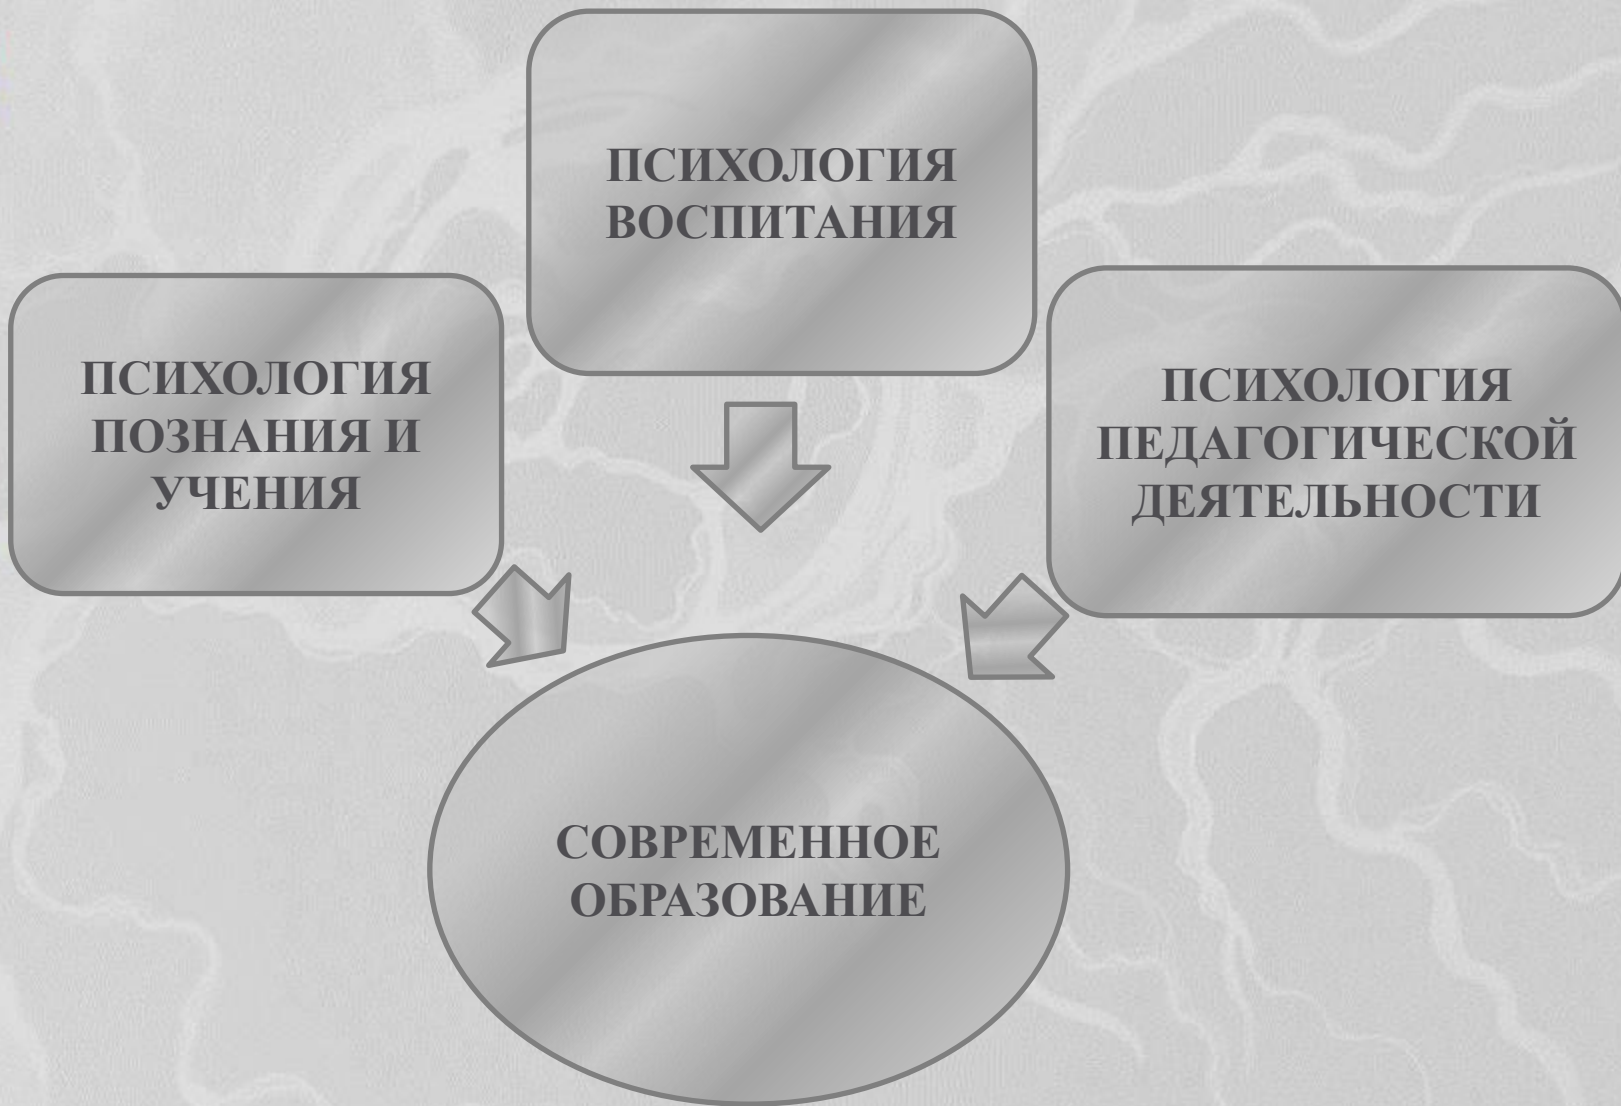 ПСИХОЛОГИЯ
ВОСПИТАНИЯ
ПСИХОЛОГИЯ
ПОЗНАНИЯ И
УЧЕНИЯ
ПСИХОЛОГИЯ
ПЕДАГОГИЧЕСКОЙ
ДЕЯТЕЛЬНОСТИ
СОВРЕМЕННОЕ
ОБРАЗОВАНИЕ